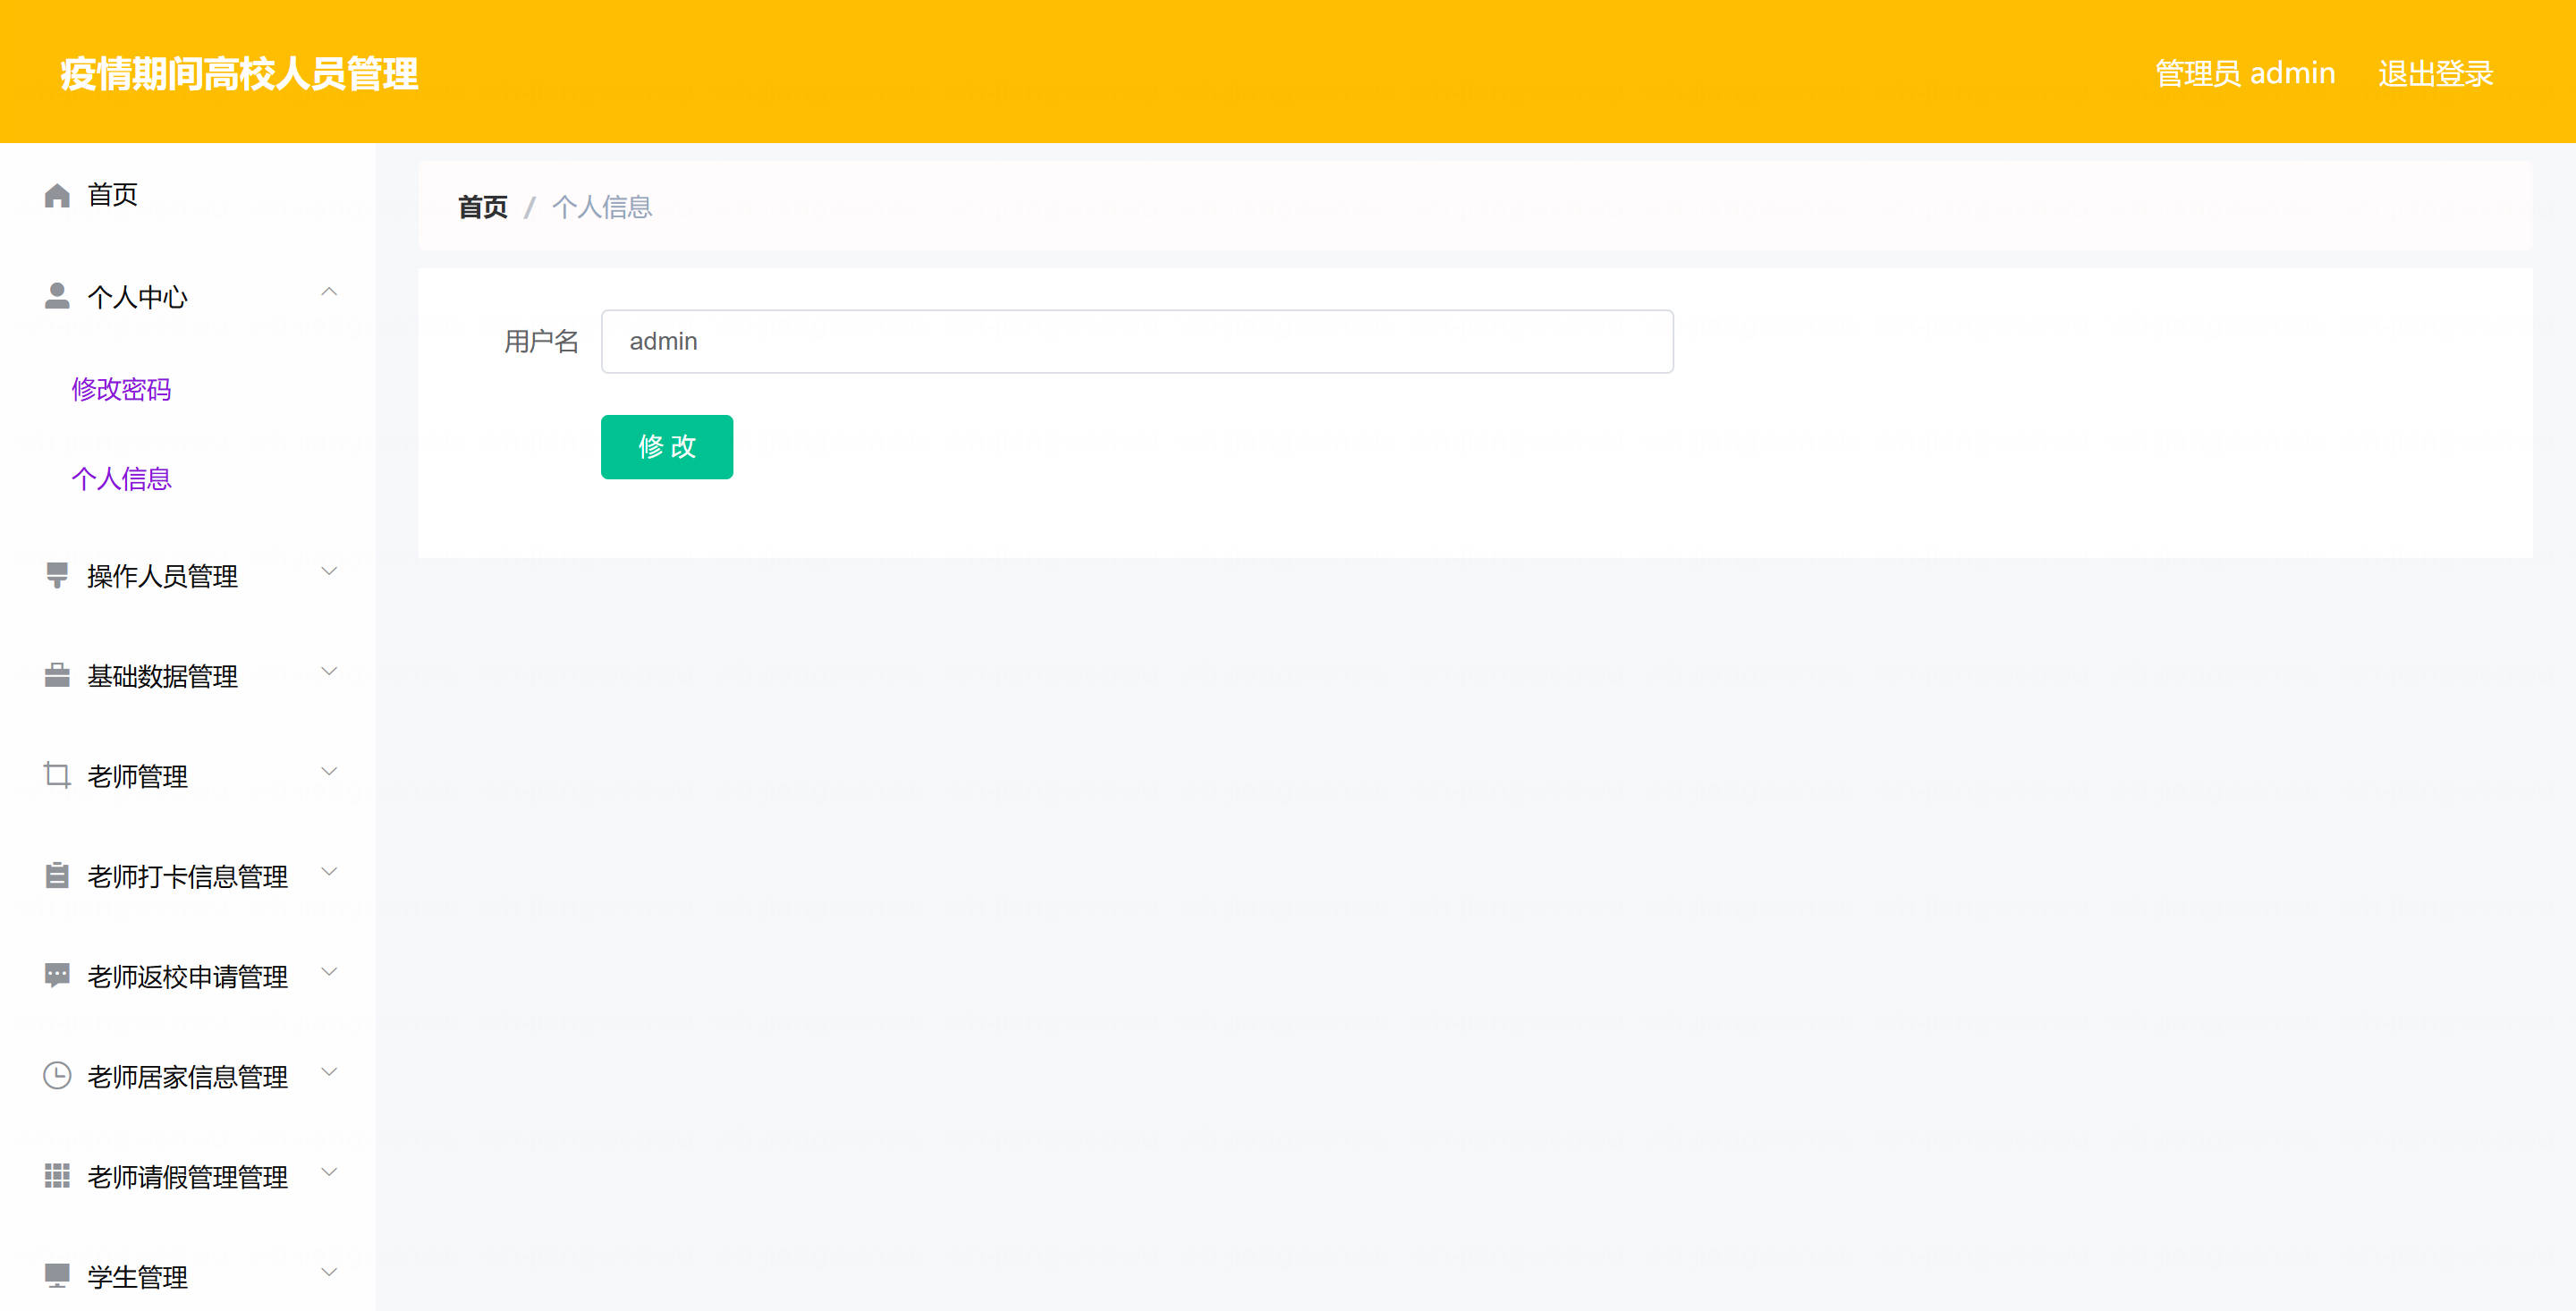 疫情期间高校人员管理
管理员 admin 退出登录
首页
首页 / 个人信息
个人中心
用户名 admin
修改密码
修 改
个人信息
操作人员管理
基础数据管理
老师管理
老师打卡信息管理
老师返校申请管理
老师居家信息管理
老师请假管理管理
学生管理